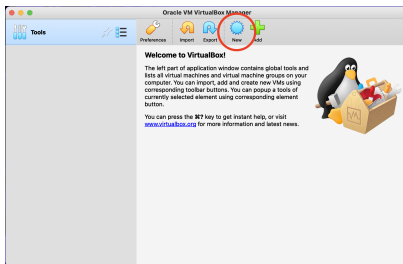 Oracle VM VirtualBox Manager
Tools
Preferences Import Export New Add
Welcome to VirtualBox!
The left part of application window contains global tools and
lists all virtual machines and virtual machine groups on your
computer. You can import, add and create new VMs using
corresponding toolbar buttons. You can popup a tools of
currently selected element using corresponding element
button.
You can press the ⌘? key to get instant help, or visit
www.virtualbox.org for more information and latest news.